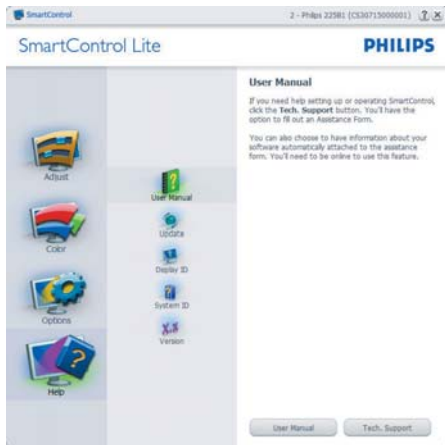 SmartControl
2 - Philips 225B1 (CS30715000001)
? X
SmartControl Lite
PHILIPS
User Manual
If you need help setting up or operating SmartControl,
click the Tech. Support button. You'll have the
option to fill out an Assistance Form.
You can also choose to have information about your
software automatically attached to the assistance
form. You'll need to be online to use this feature.
Adjust
Color
Options
Help
User Manual
Update
Display ID
System ID
X.X
Version
User Manual
Tech. Support